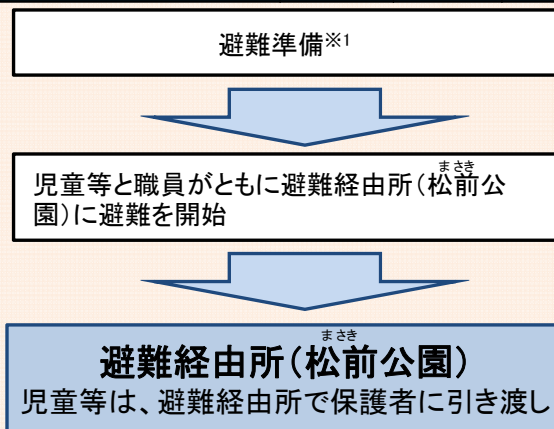 避難準備※1
まさき
児童等と職員がともに避難経由所(松前公
園)に避難を開始
まさき
避難経由所(松前公園)
児童等は、避難経由所で保護者に引き渡し